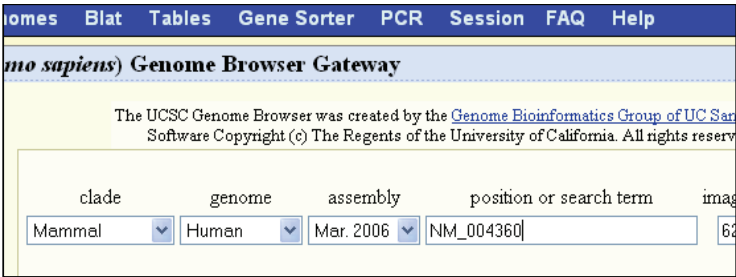 Blat Tables Gene Sorter PCR Session FAQ Help
sapiens) Genome Browser Gateway
The UCSC Genome Browser was created by the Genome Bioinformatics Group of UC
Software Copyright (c) The Regents of the University of California. All rights
clade genome assembly position or search term
Mammal Human Mar. 2006 NM_004360 62